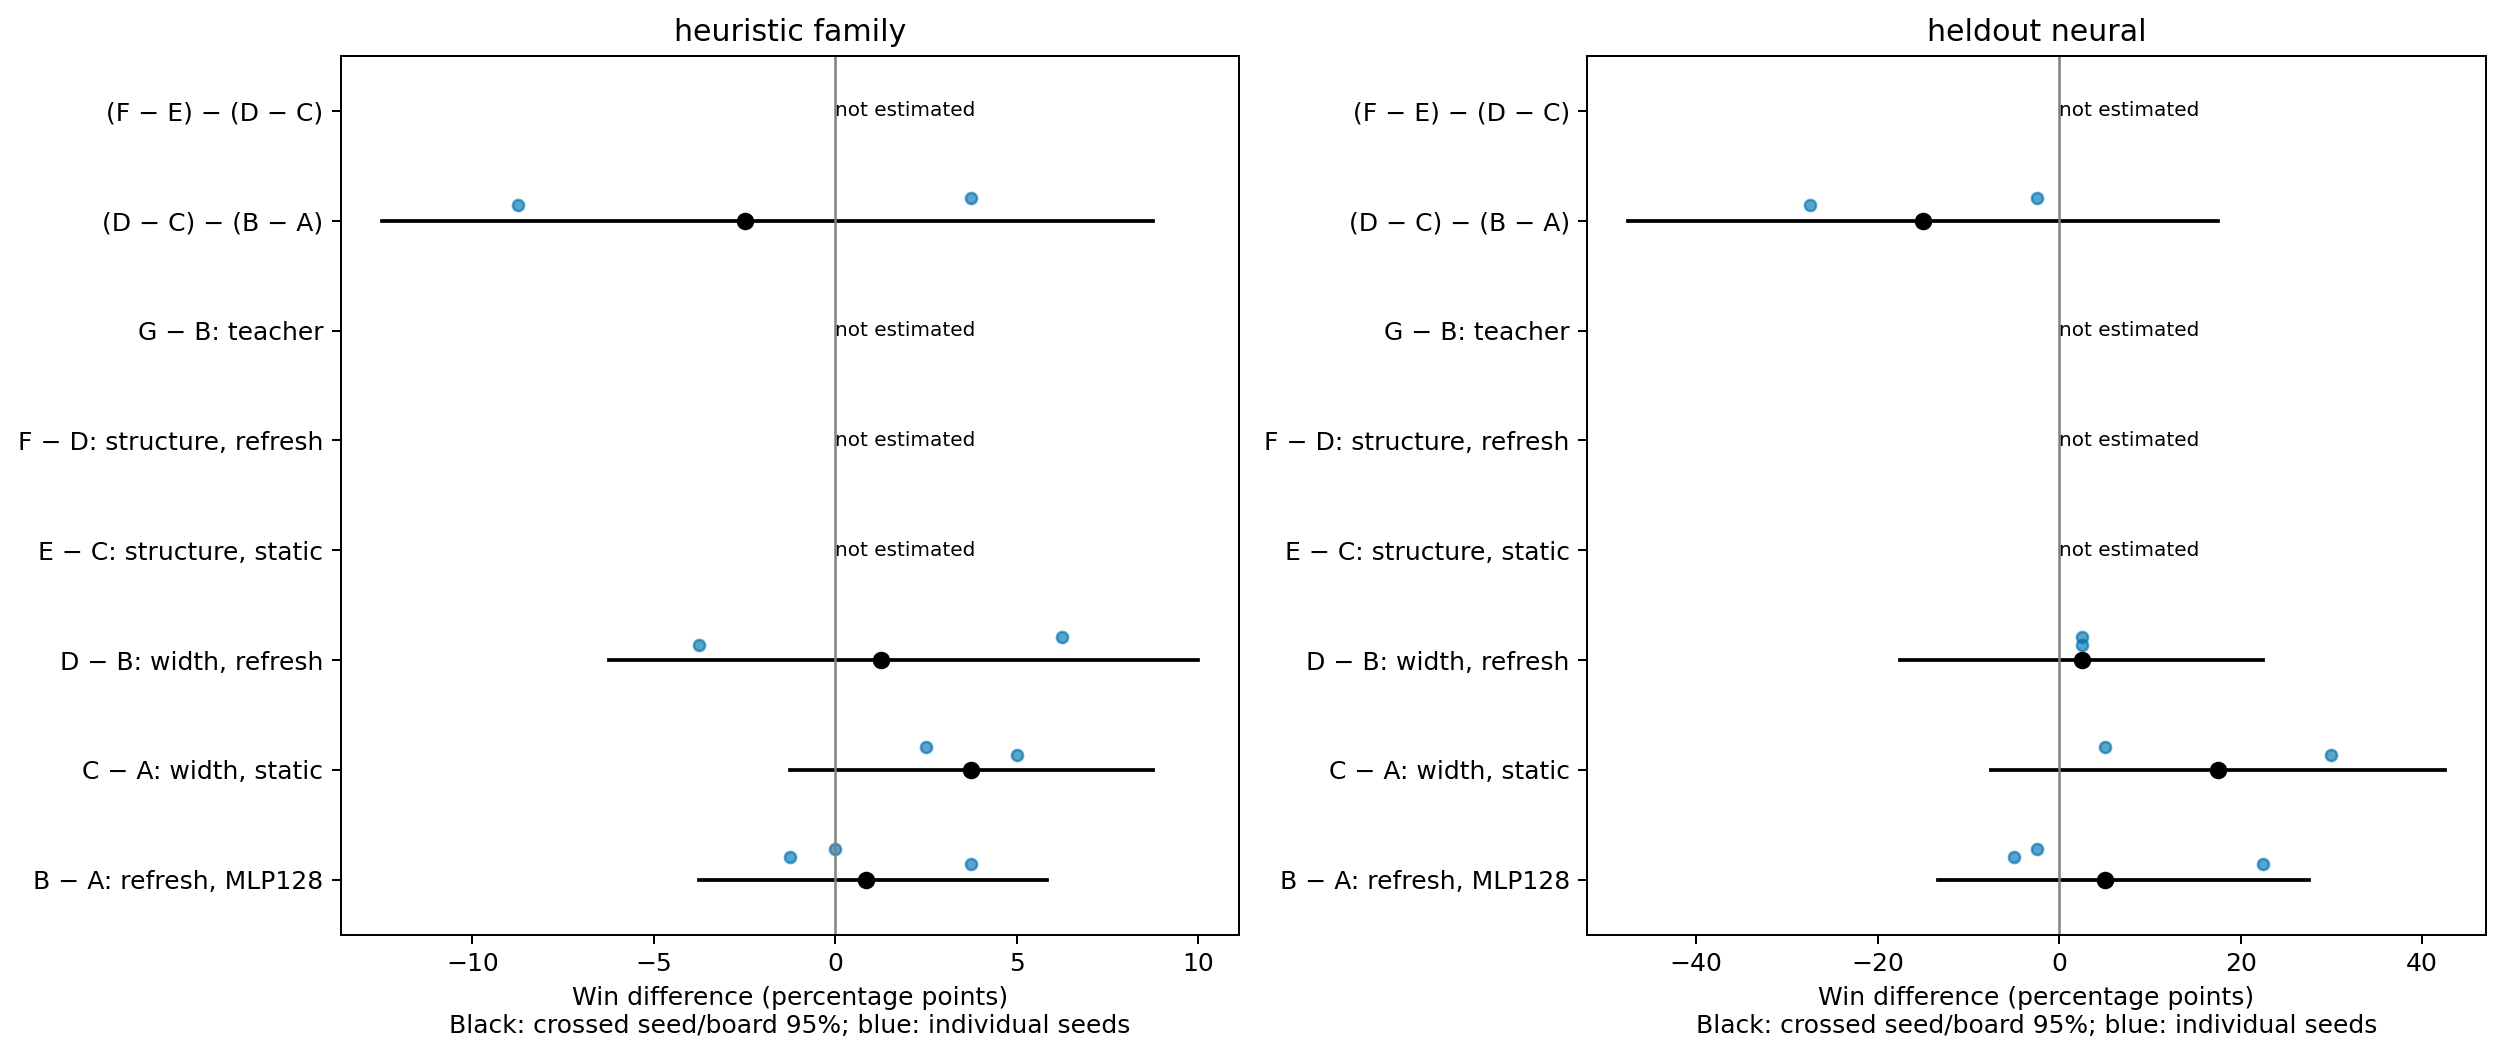 heuristic family
(F − E) − (D − C)
not estimated
(D − C) − (B − A)
G − B: teacher
not estimated
F − D: structure, refresh
not estimated
E − C: structure, static
not estimated
D − B: width, refresh
C − A: width, static
B − A: refresh, MLP128
−10
−5
0
5
10
Win difference (percentage points)
Black: crossed seed/board 95%; blue: individual seeds
heldout neural
(F − E) − (D − C)
not estimated
(D − C) − (B − A)
G − B: teacher
not estimated
F − D: structure, refresh
not estimated
E − C: structure, static
not estimated
D − B: width, refresh
C − A: width, static
B − A: refresh, MLP128
−40
−20
0
20
40
Win difference (percentage points)
Black: crossed seed/board 95%; blue: individual seeds